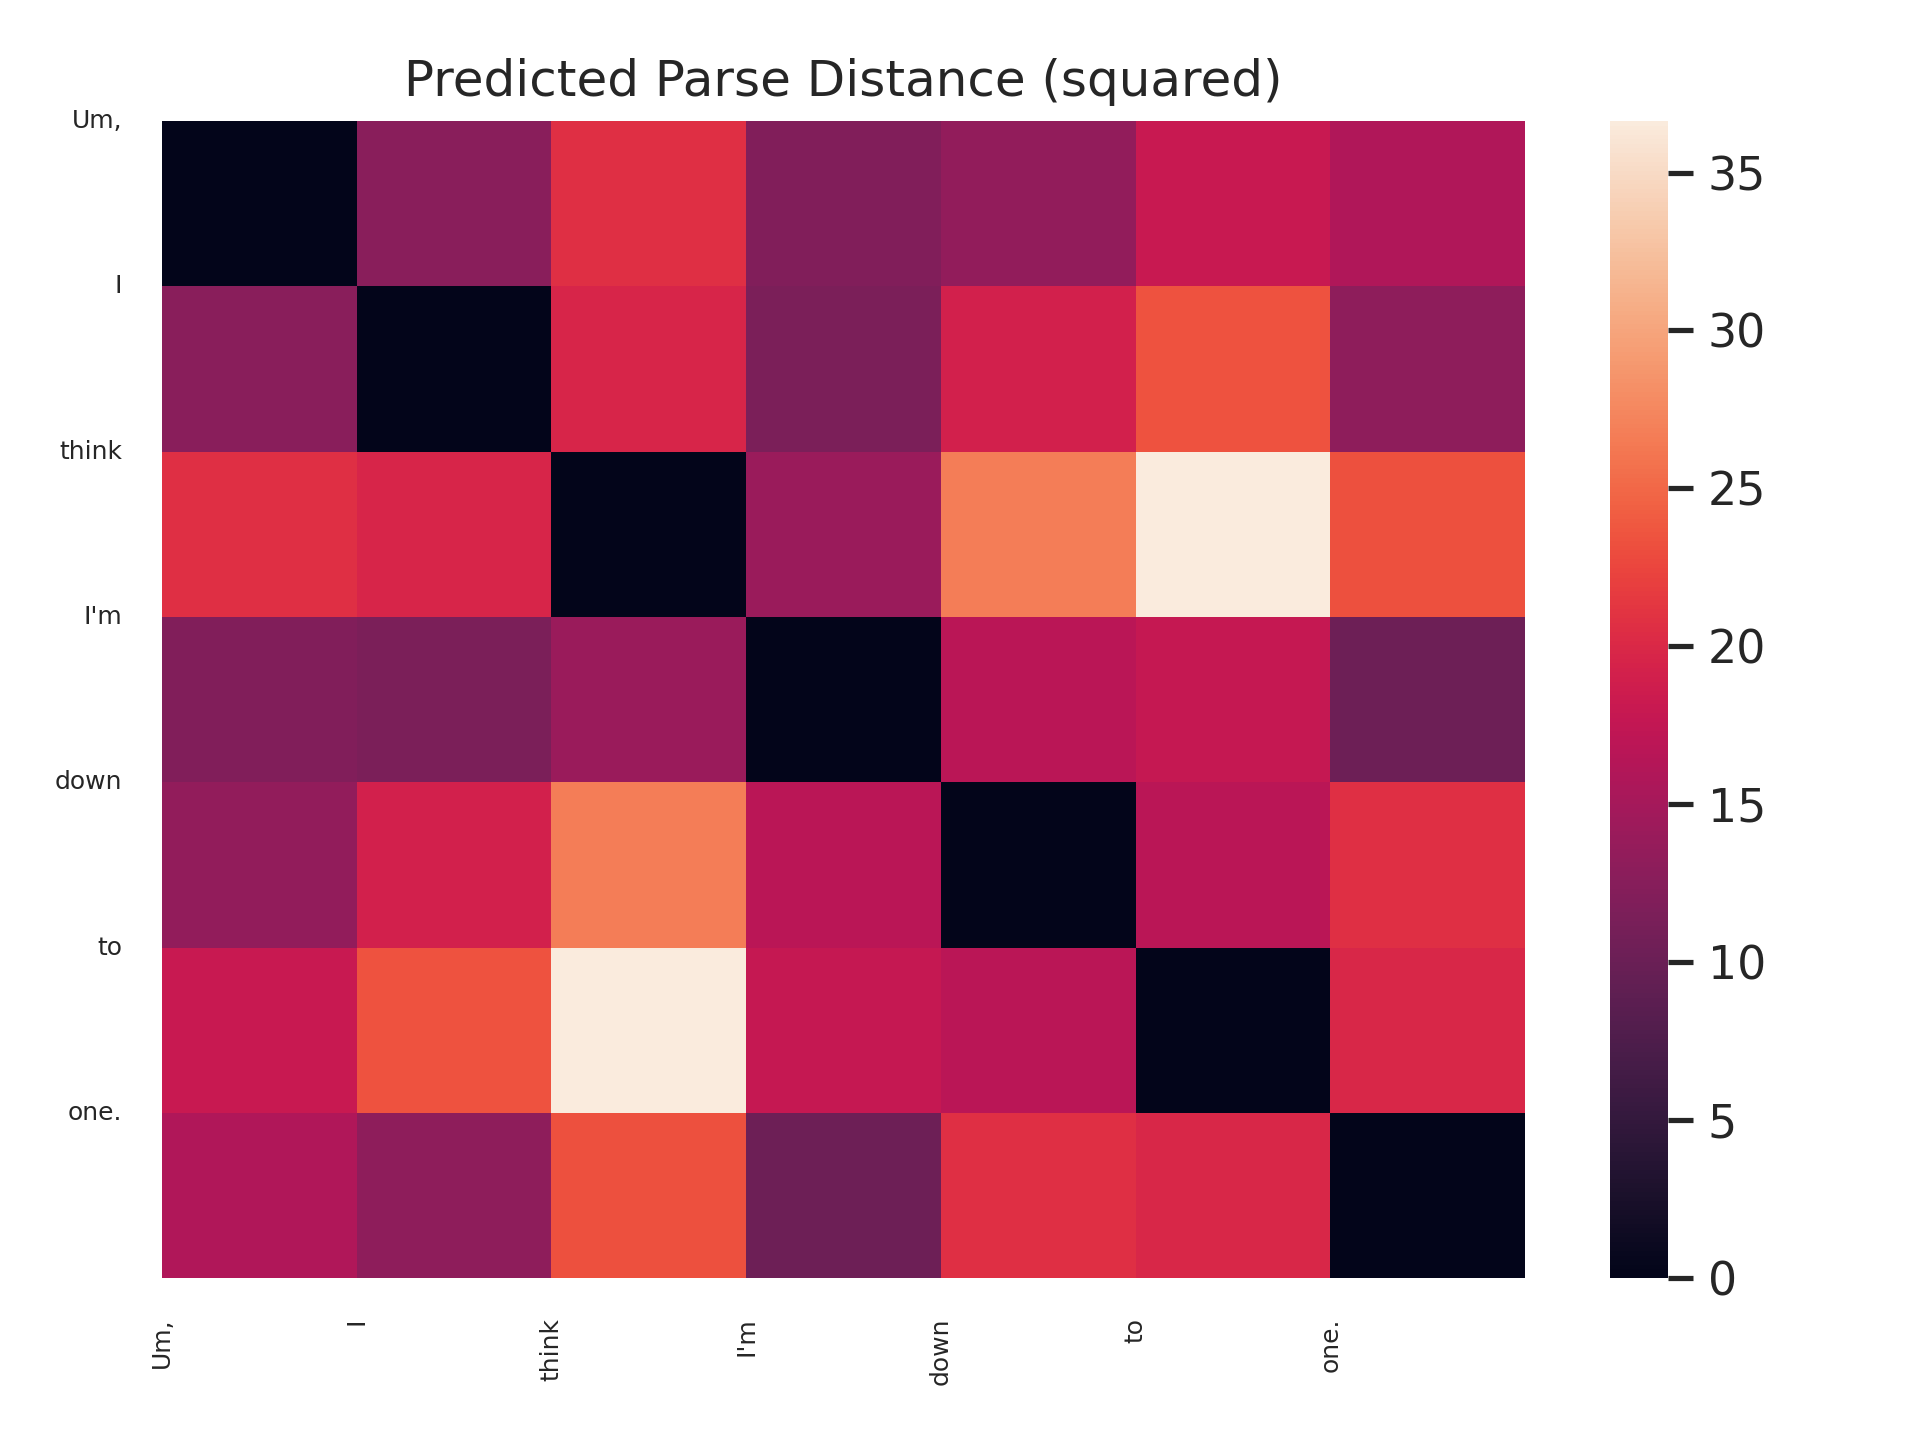 Predicted Parse Distance (squared)
Um,
I
think
I'm
down
to
one.
35
30
25
20
15
10
5
0
Um,
I
think
I'm
down
to
one.